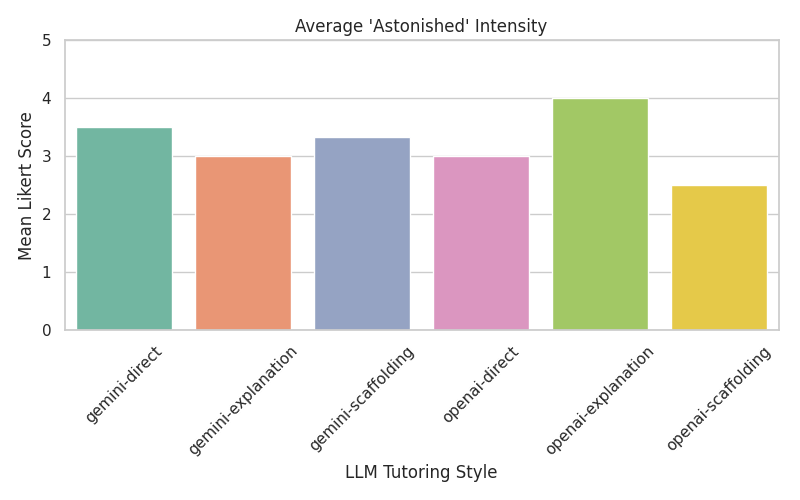 Average 'Astonished' Intensity
Mean Likert Score
5
4
3
2
1
0
gemini-direct
gemini-explanation
gemini-scaffolding
openai-direct
openai-explanation
openai-scaffolding
LLM Tutoring Style